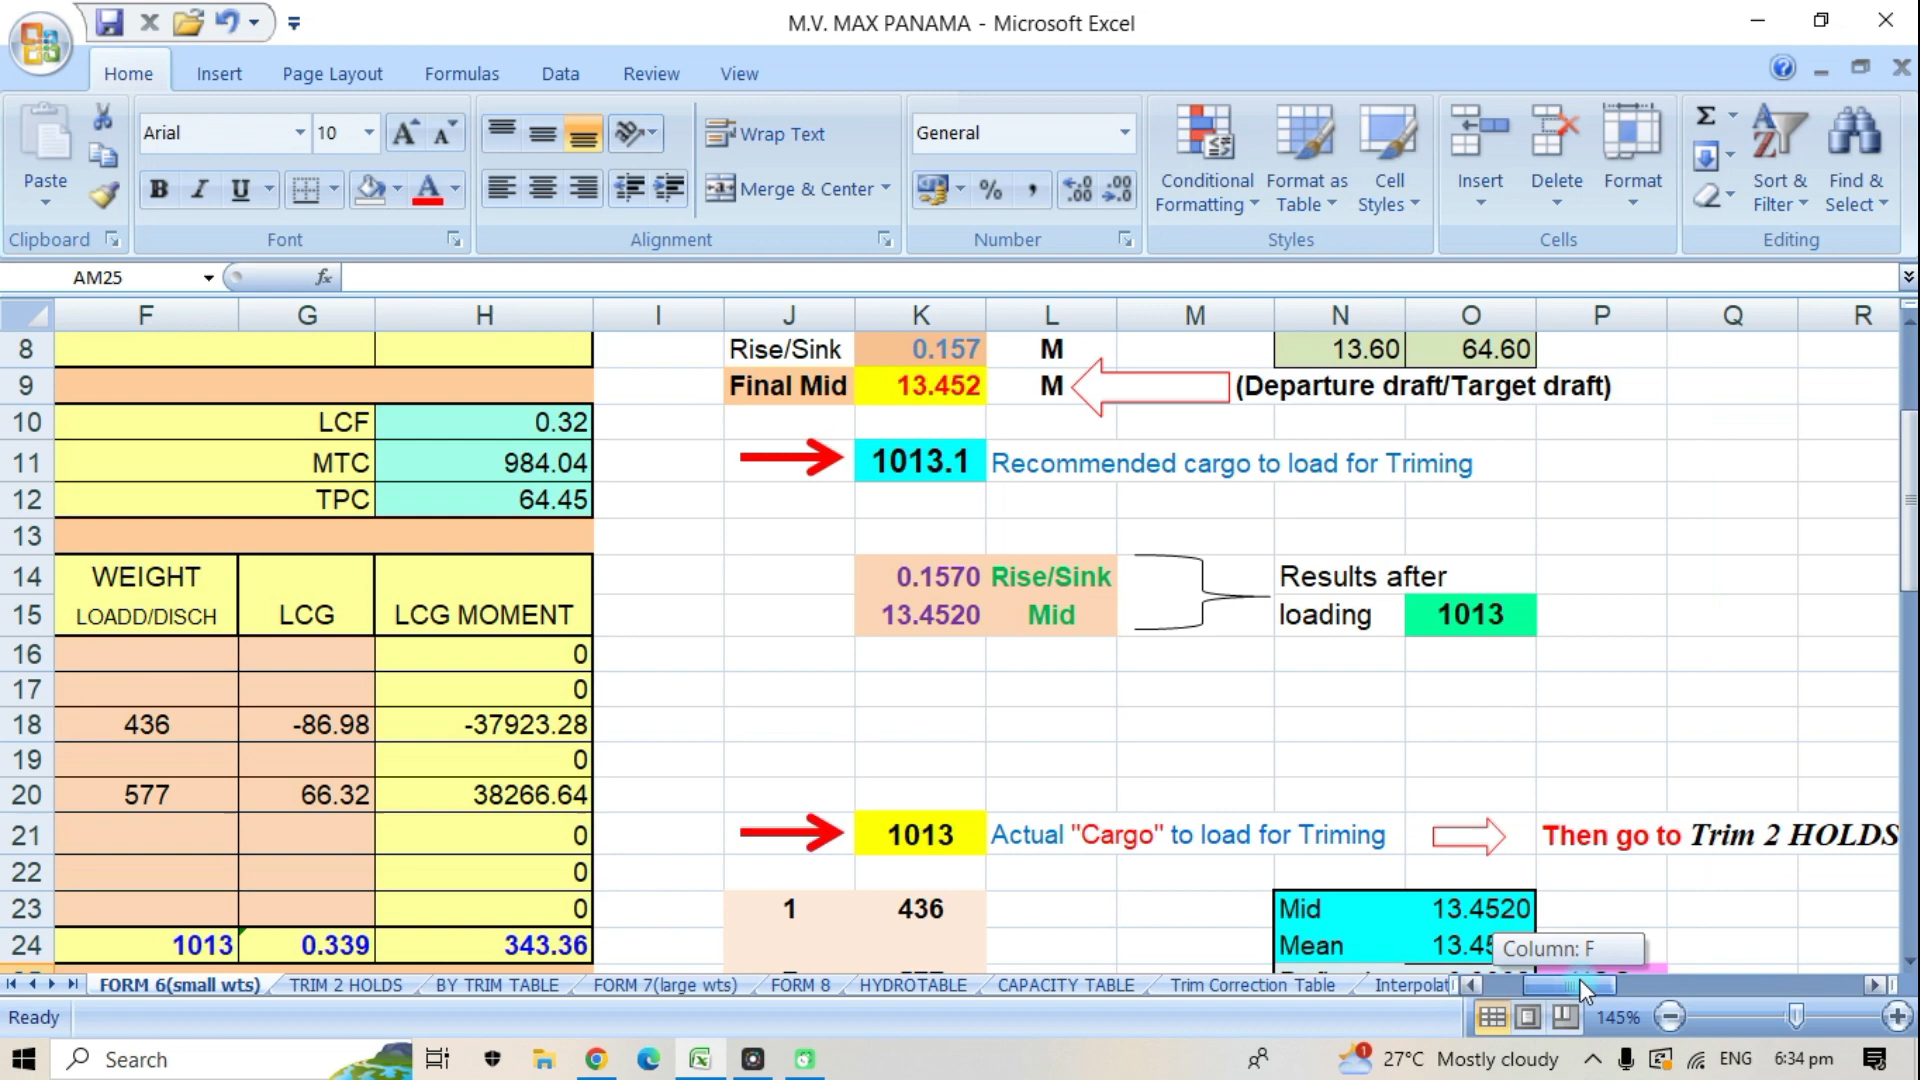 M.V. MAX PANAMA - Microsoft Excel
Home Insert Page Layout Formulas Data Review View
Paste
Clipboard
Arial 10
B I U
Font
Wrap Text
Merge & Center
Alignment
General
%
Number
Conditional Formatting
Format as Table
Cell Styles
Styles
Insert Delete Format
Cells
Sort & Filter
Find & Select
Editing
AM25 fx
F G H I J K L M N O P Q R
8 Rise/Sink 0.157 M 13.60 64.60
9 Final Mid 13.452 M (Departure draft/Target draft)
10 LCF 0.32
11 MTC 984.04 1013.1 Recommended cargo to load for Triming
12 TPC 64.45
13
14 WEIGHT 0.1570 Rise/Sink Results after
15 LOADD/DISCH LCG LCG MOMENT 13.4520 Mid loading 1013
16 0
17 0
18 436 -86.98 -37923.28
19 0
20 577 66.32 38266.64
21 0 1013 Actual "Cargo" to load for Triming Then go to Trim 2 HOLDS
22 0
23 0 1 436 Mid 13.4520
24 1013 0.339 343.36 Mean
Column: F
FORM 6(small wts) TRIM 2 HOLDS BY TRIM TABLE FORM 7(large wts) FORM 8 HYDROTABLE CAPACITY TABLE Trim Correction Table Interpolat
Ready 145%
Search 27°C Mostly cloudy ENG 6:34 pm